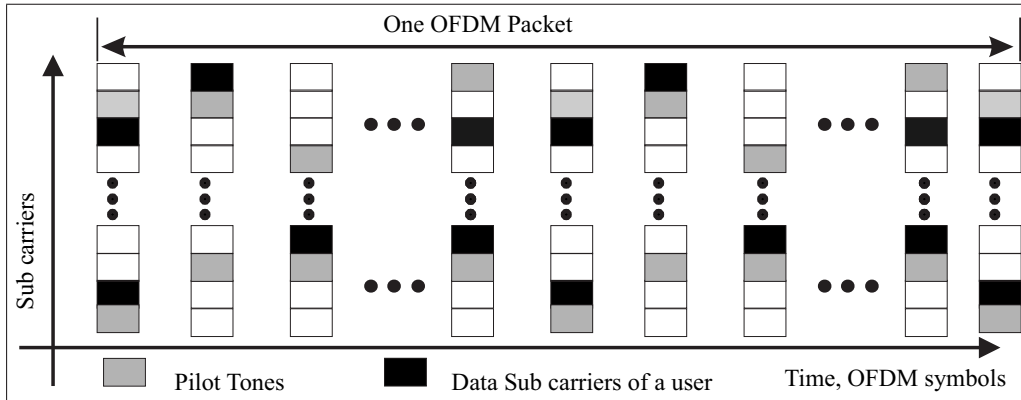 One OFDM Packet
Sub carriers
Pilot Tones
Data Sub carriers of a user
Time, OFDM symbols